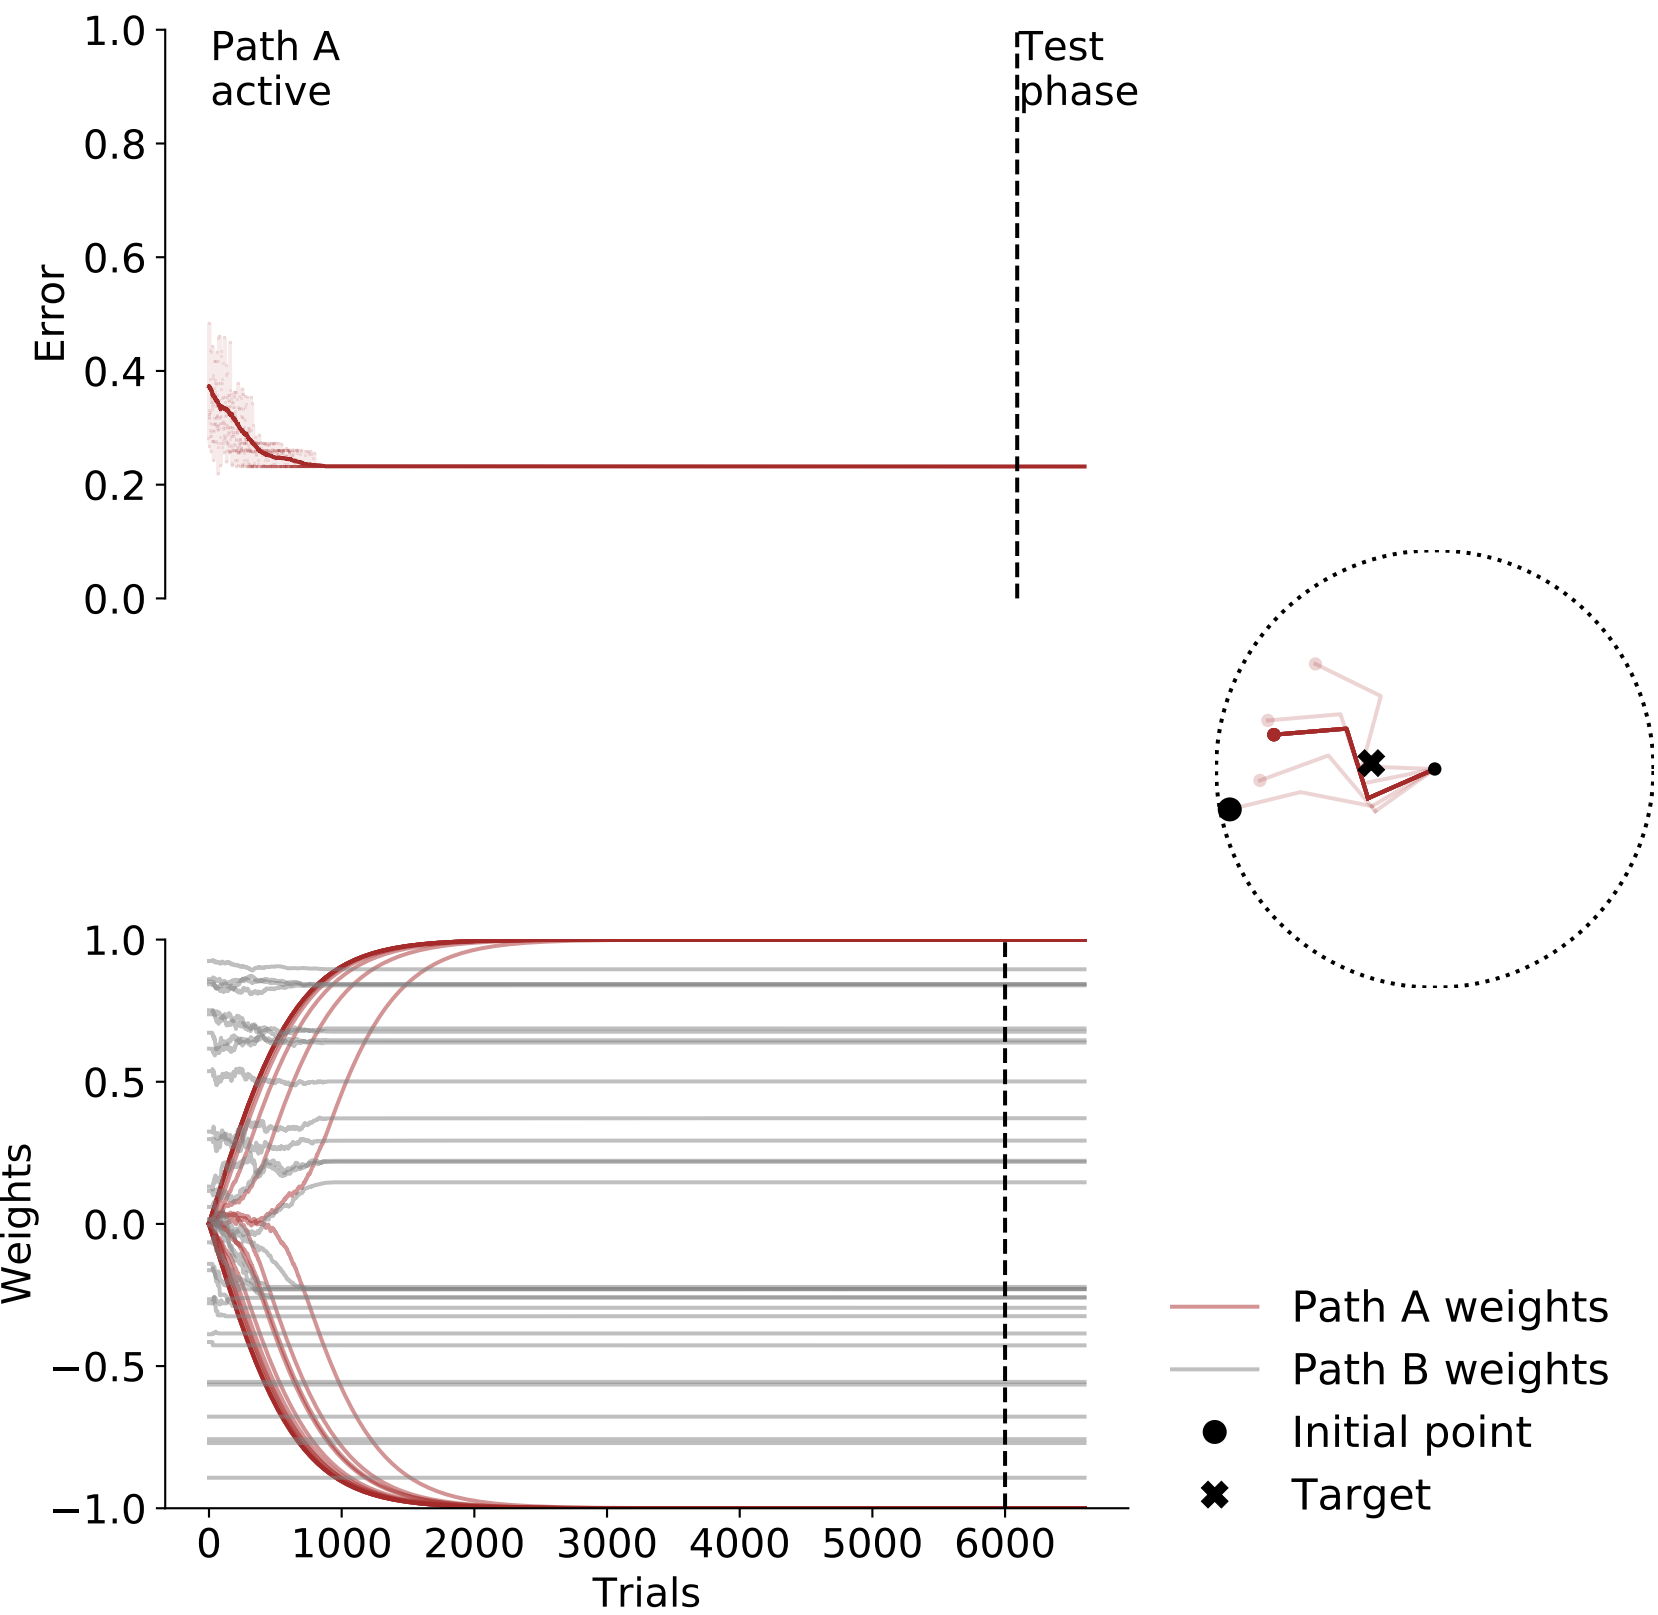 Path A
active
Test
phase
1.0
0.8
0.6
0.4
0.2
0.0
Error
1.0
0.5
0.0
−0.5
−1.0
Weights
0 1000 2000 3000 4000 5000 6000
Trials
Path A weights
Path B weights
Initial point
Target